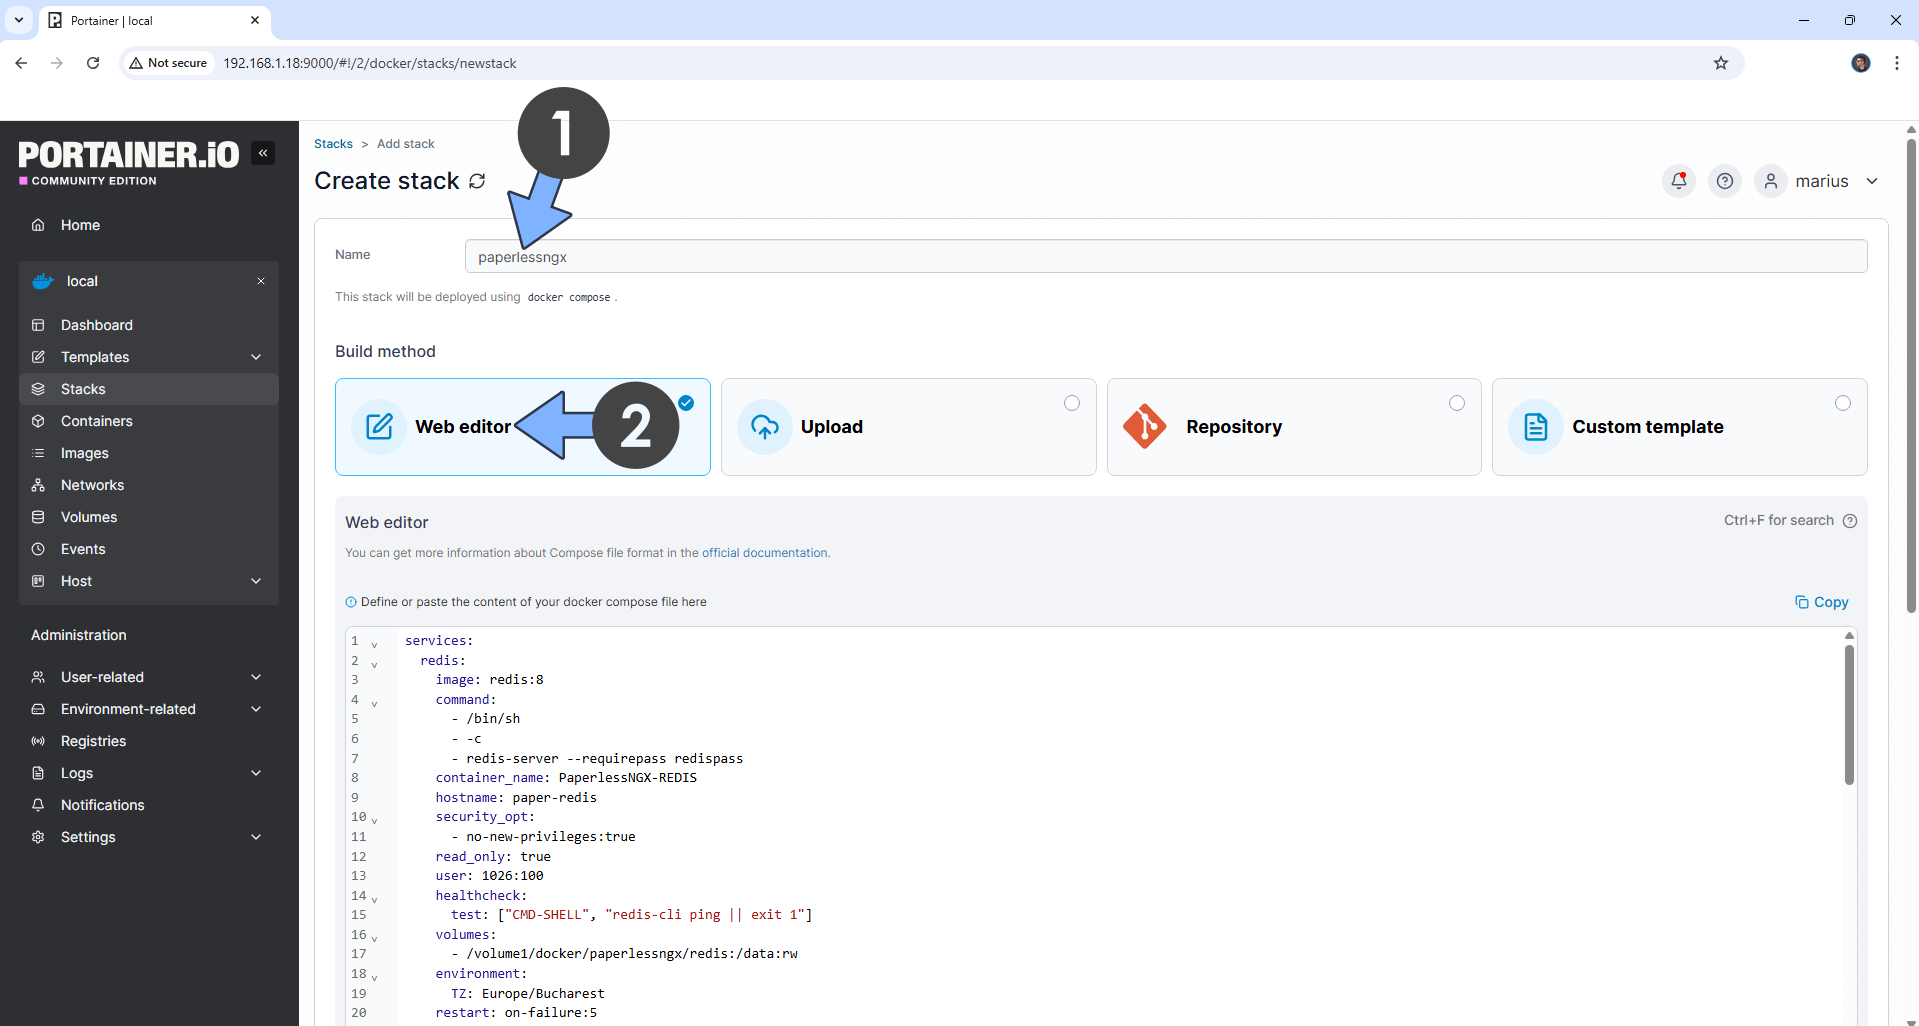 Portainer | local
Not secure
192.168.1.18:9000/#!/2/docker/stacks/newstack
PORTAINER.iO
COMMUNITY EDITION
Home
local
Dashboard
Templates
Stacks
Containers
Images
Networks
Volumes
Events
Host
Administration
User-related
Environment-related
Registries
Logs
Notifications
Settings
Stacks > Add stack
1
Create stack
marius
Name
paperlessngx
This stack will be deployed using docker compose .
Build method
Web editor
2
Upload
Repository
Custom template
Web editor
Ctrl+F for search
You can get more information about Compose file format in the official documentation.
Define or paste the content of your docker compose file here
Copy
1 services:
2 redis:
3 image: redis:8
4 command:
5 - /bin/sh
6 - -c
7 - redis-server --requirepass redispass
8 container_name: PaperlessNGX-REDIS
9 hostname: paper-redis
10 security_opt:
11 - no-new-privileges:true
12 read_only: true
13 user: 1026:100
14 healthcheck:
15 test: ["CMD-SHELL", "redis-cli ping || exit 1"]
16 volumes:
17 - /volume1/docker/paperlessngx/redis:/data:rw
18 environment:
19 TZ: Europe/Bucharest
20 restart: on-failure:5